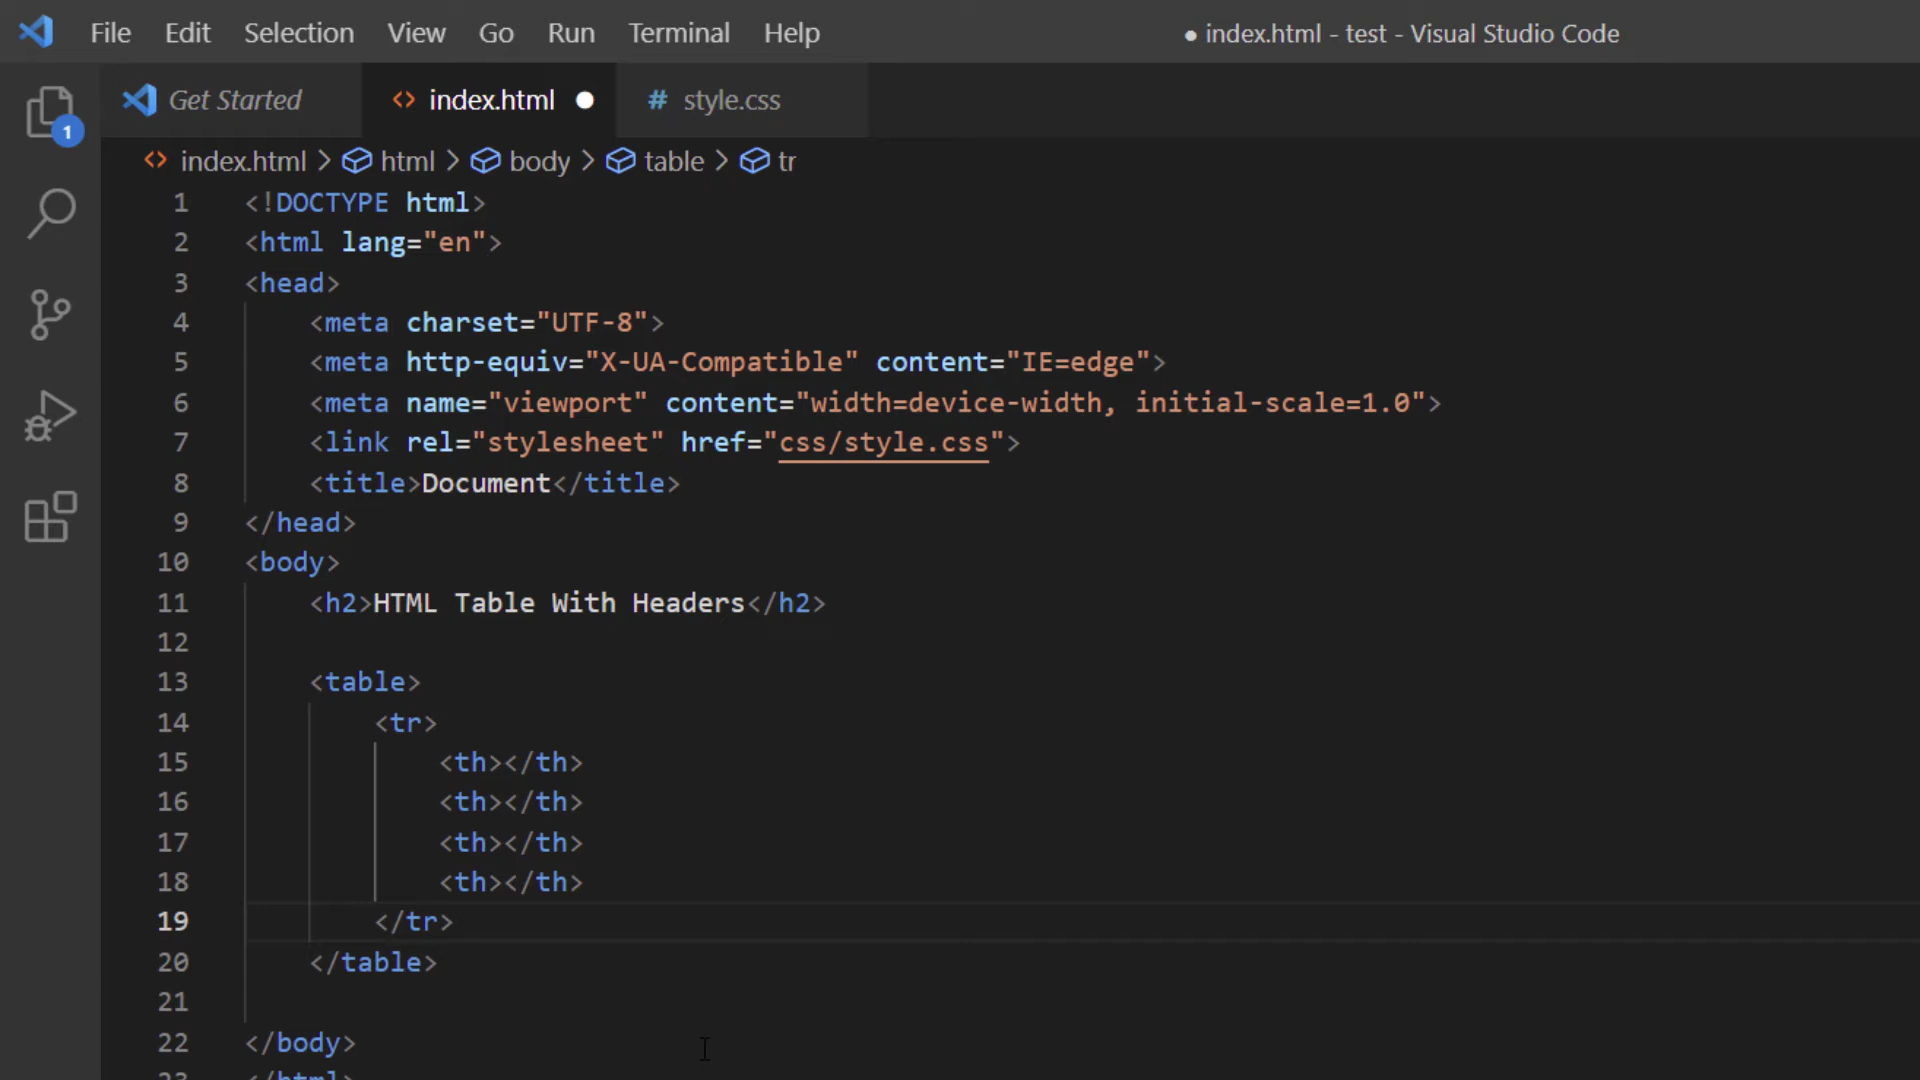 File Edit Selection View Go Run Terminal Help ● index.html - test - Visual Studio Code
Get Started index.html ● # style.css
1
index.html > html > body > table > tr
1 <!DOCTYPE html>
2 <html lang="en">
3 <head>
4 <meta charset="UTF-8">
5 <meta http-equiv="X-UA-Compatible" content="IE=edge">
6 <meta name="viewport" content="width=device-width, initial-scale=1.0">
7 <link rel="stylesheet" href="css/style.css">
8 <title>Document</title>
9 </head>
10 <body>
11 <h2>HTML Table With Headers</h2>
12
13 <table>
14 <tr>
15 <th></th>
16 <th></th>
17 <th></th>
18 <th></th>
19 </tr>
20 </table>
21
22 </body>
23 </html>